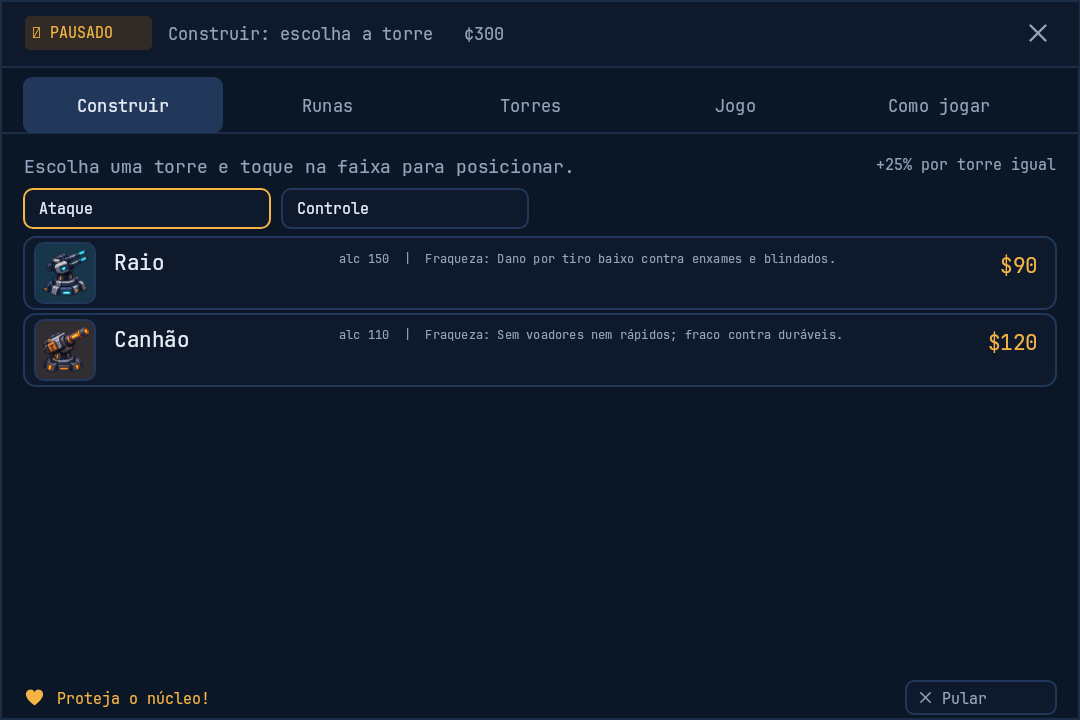 PAUSADO Construir: escolha a torre $300
Construir Runas Torres Jogo Como jogar
Escolha uma torre e toque na faixa para posicionar. +25% por torre igual
Ataque Controle
Raio alc 150 | Fraqueza: Dano por tiro baixo contra enxames e blindados. $90
Canhão alc 110 | Fraqueza: Sem voadores nem rápidos; fraco contra duráveis. $120
Proteja o núcleo! Pular